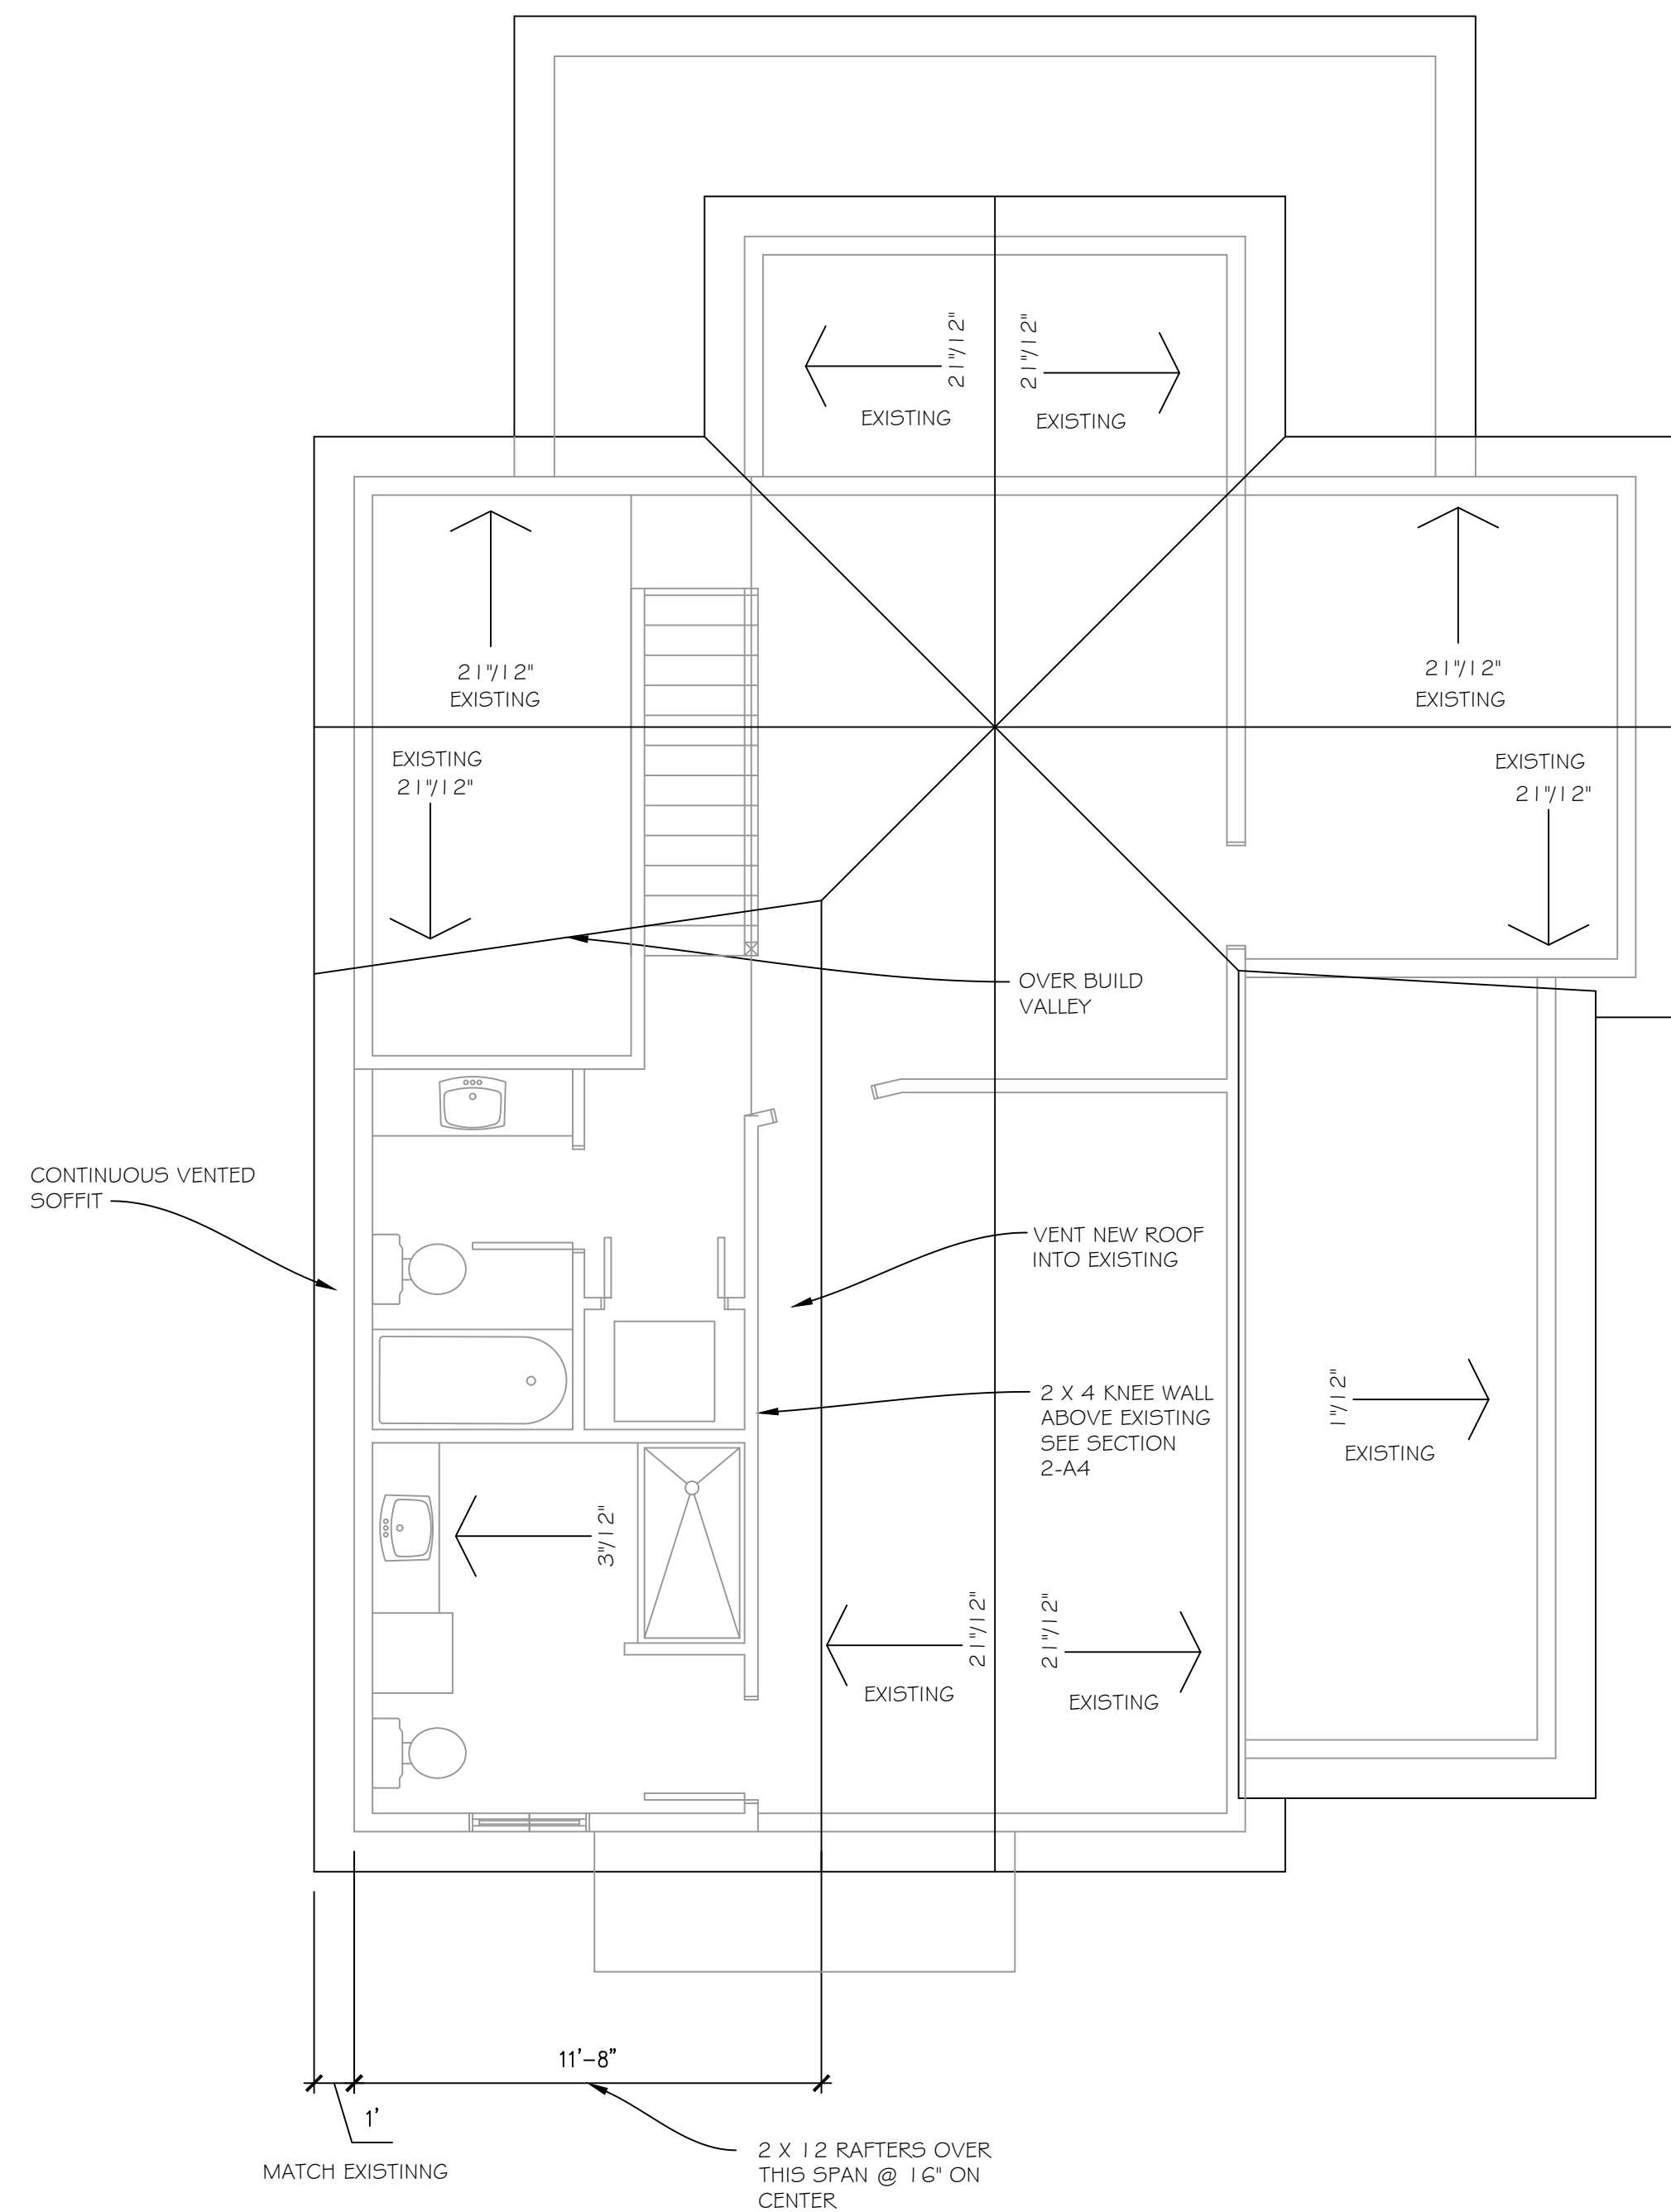 21"/12"
21"/12"
EXISTING
EXISTING
21"/12"
EXISTING
21"/12"
EXISTING
EXISTING
21"/12"
EXISTING
21"/12"
OVER BUILD
VALLEY
CONTINUOUS VENTED
SOFFIT
VENT NEW ROOF
INTO EXISTING
2 X 4 KNEE WALL
ABOVE EXISTING
SEE SECTION
2-A4
1"/12"
EXISTING
3"/12"
21"/12"
21"/12"
EXISTING
EXISTING
11'-8"
1'
MATCH EXISTINNG
2 X 12 RAFTERS OVER
THIS SPAN @ 16" ON
CENTER